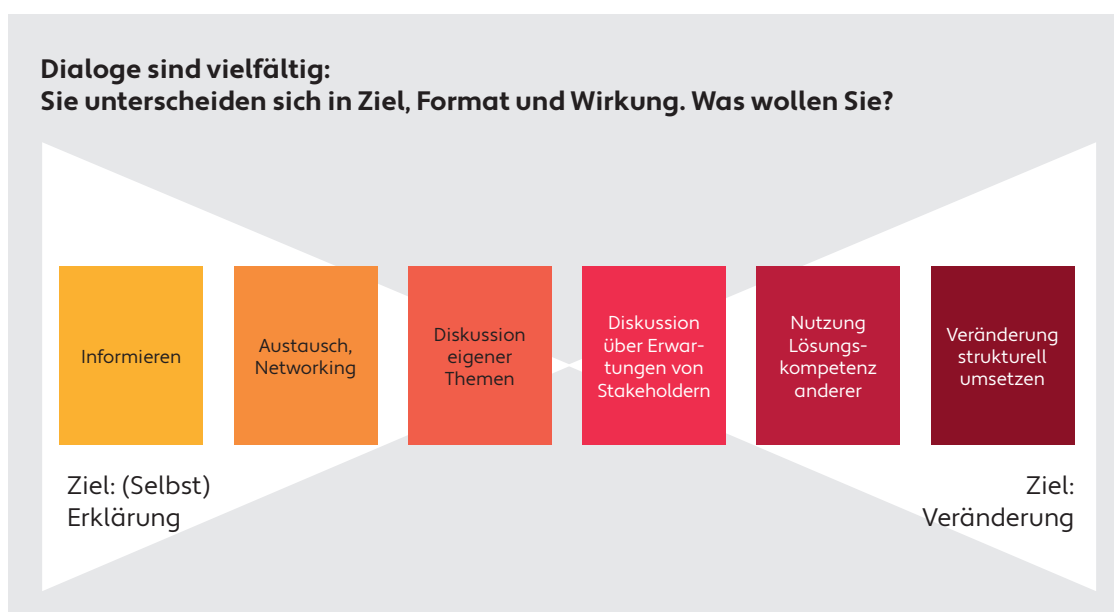 Dialoge sind vielfältig:
Sie unterscheiden sich in Ziel, Format und Wirkung. Was wollen Sie?
Informieren
Austausch,
Networking
Diskussion
eigener
Themen
Diskussion
über Erwar-
tungen von
Stakeholdern
Nutzung
Lösungs-
kompetenz
anderer
Veränderung
strukturell
umsetzen
Ziel: (Selbst)
Erklärung
Ziel:
Veränderung